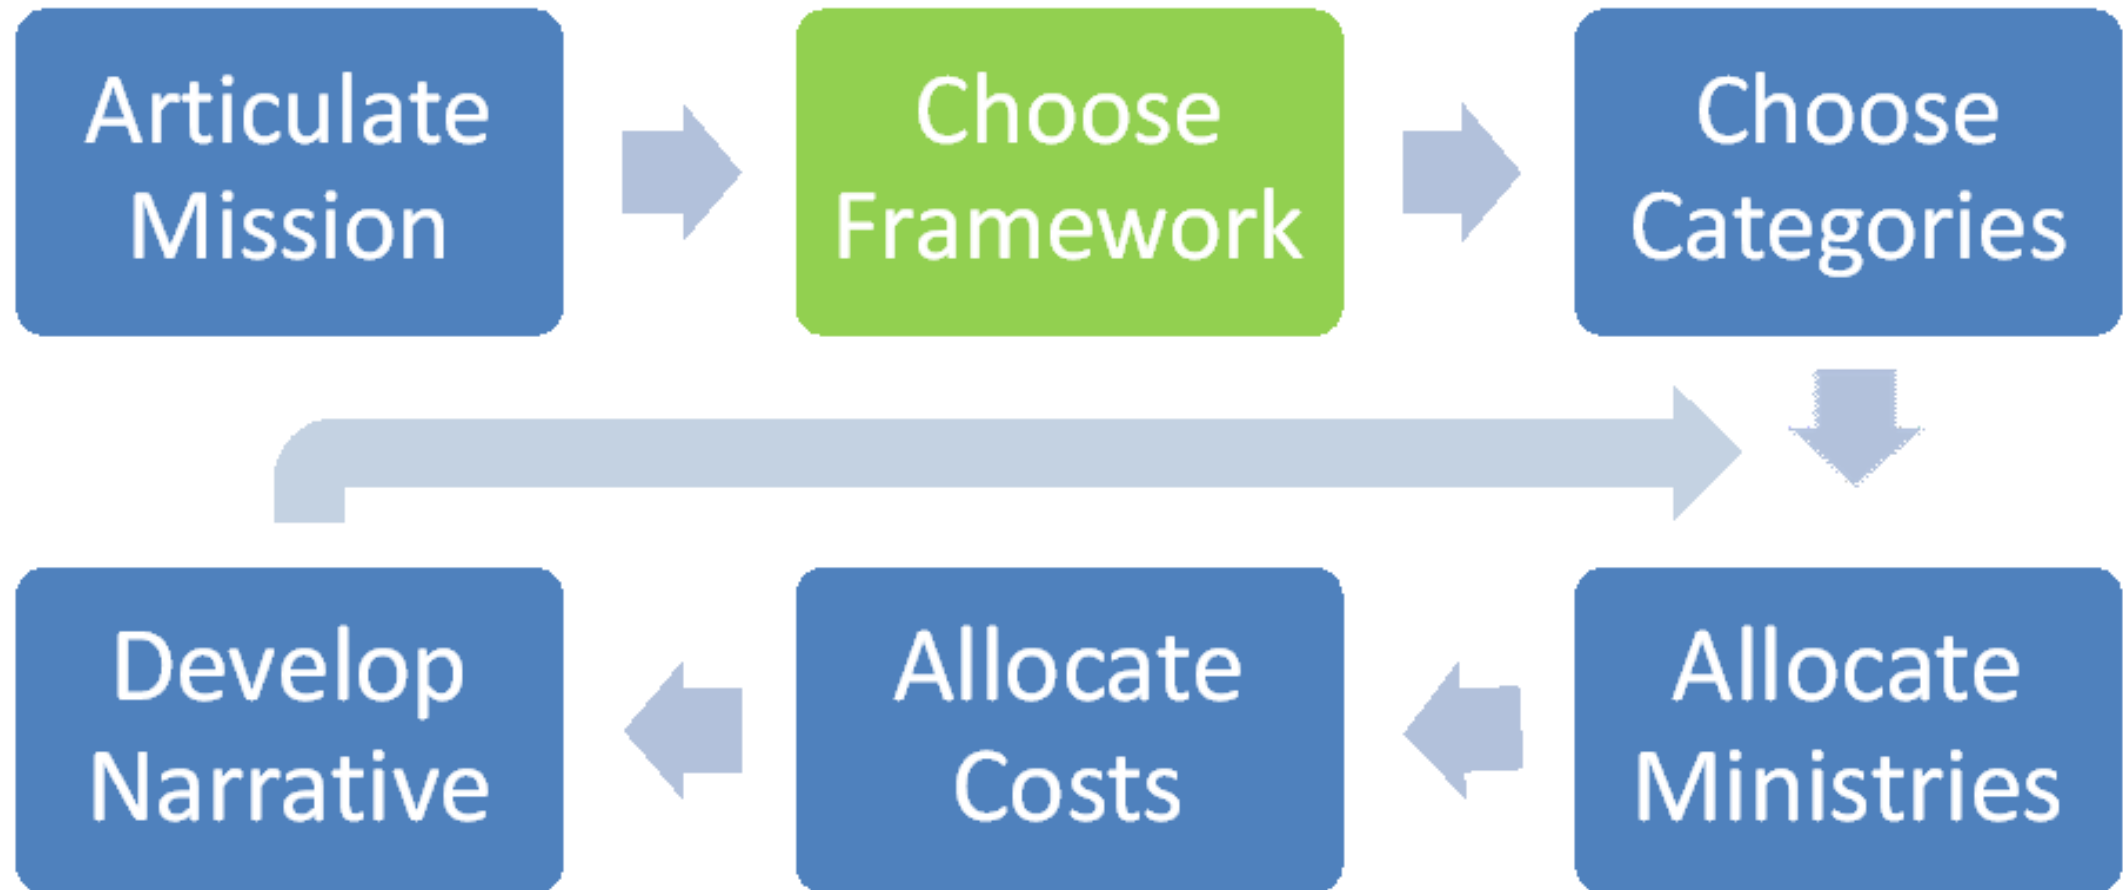 Articulate
Mission
Choose
Framework
Choose
Categories
Develop
Narrative
Allocate
Costs
Allocate
Ministries